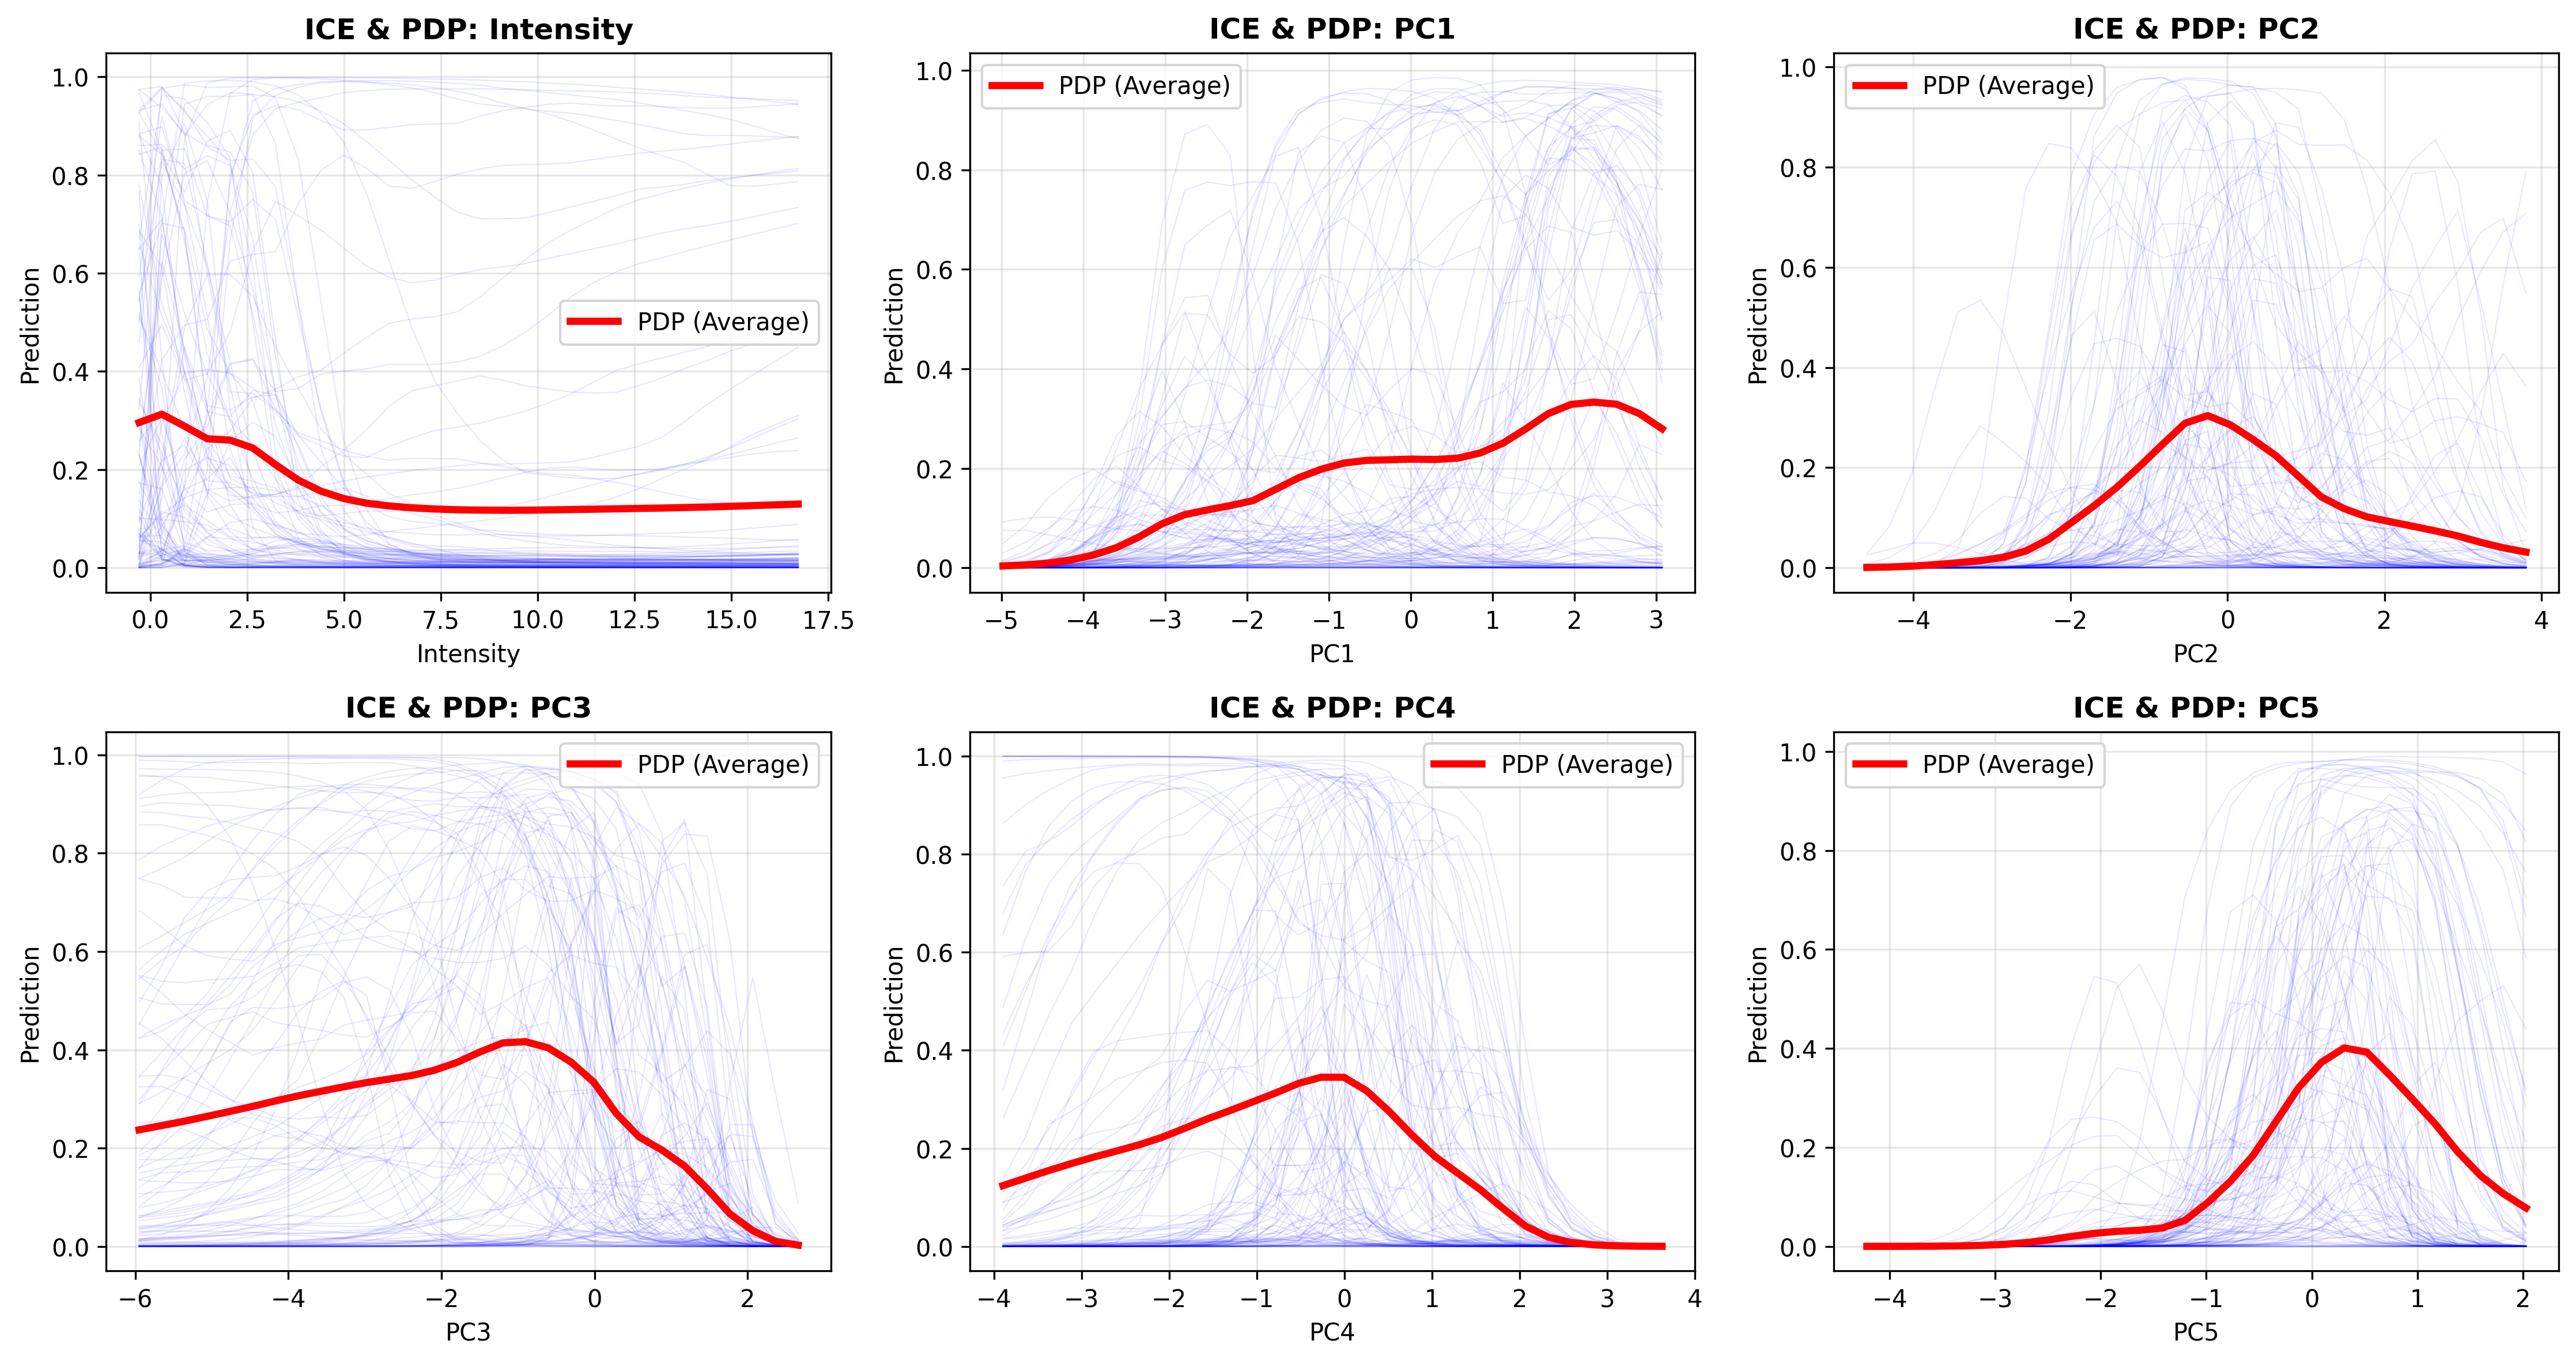 ICE & PDP: Intensity
1.0
0.8
0.6
0.4
0.2
0.0
Prediction
PDP (Average)
0.0 2.5 5.0 7.5 10.0 12.5 15.0 17.5
Intensity
ICE & PDP: PC1
1.0
0.8
0.6
0.4
0.2
0.0
Prediction
PDP (Average)
−5 −4 −3 −2 −1 0 1 2 3
PC1
ICE & PDP: PC2
1.0
0.8
0.6
0.4
0.2
0.0
Prediction
PDP (Average)
−4 −2 0 2 4
PC2
ICE & PDP: PC3
1.0
0.8
0.6
0.4
0.2
0.0
Prediction
PDP (Average)
−6 −4 −2 0 2
PC3
ICE & PDP: PC4
1.0
0.8
0.6
0.4
0.2
0.0
Prediction
PDP (Average)
−4 −3 −2 −1 0 1 2 3 4
PC4
ICE & PDP: PC5
1.0
0.8
0.6
0.4
0.2
0.0
Prediction
PDP (Average)
−4 −3 −2 −1 0 1 2
PC5